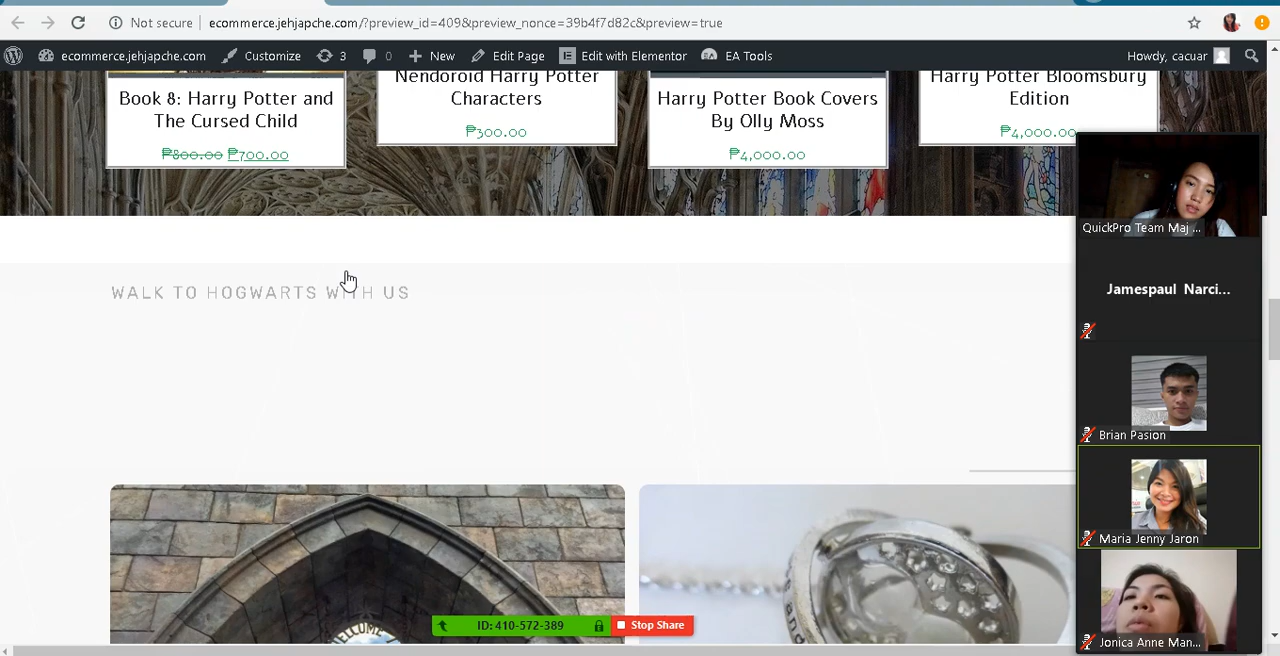 Not secure
ecommerce.jehjapche.com/?preview_id=409&preview_nonce=39b4f7d82c&preview=true
ecommerce.jehjapche.com
Customize
3
0
New
Edit Page
Edit with Elementor
EA Tools
Howdy, cacuar
Book 8: Harry Potter and
The Cursed Child
₱800.00 ₱700.00
Nendoroid Harry Potter
Characters
₱300.00
Harry Potter Book Covers
By Olly Moss
₱4,000.00
Harry Potter Bloomsbury
Edition
₱4,000.00
QuickPro Team Maj ...
Jamespaul Narci...
Brian Pasion
Maria Jenny Jaron
Jonica Anne Man...
WALK TO HOGWARTS WITH US
WELCOME
ID: 410-572-389
Stop Share